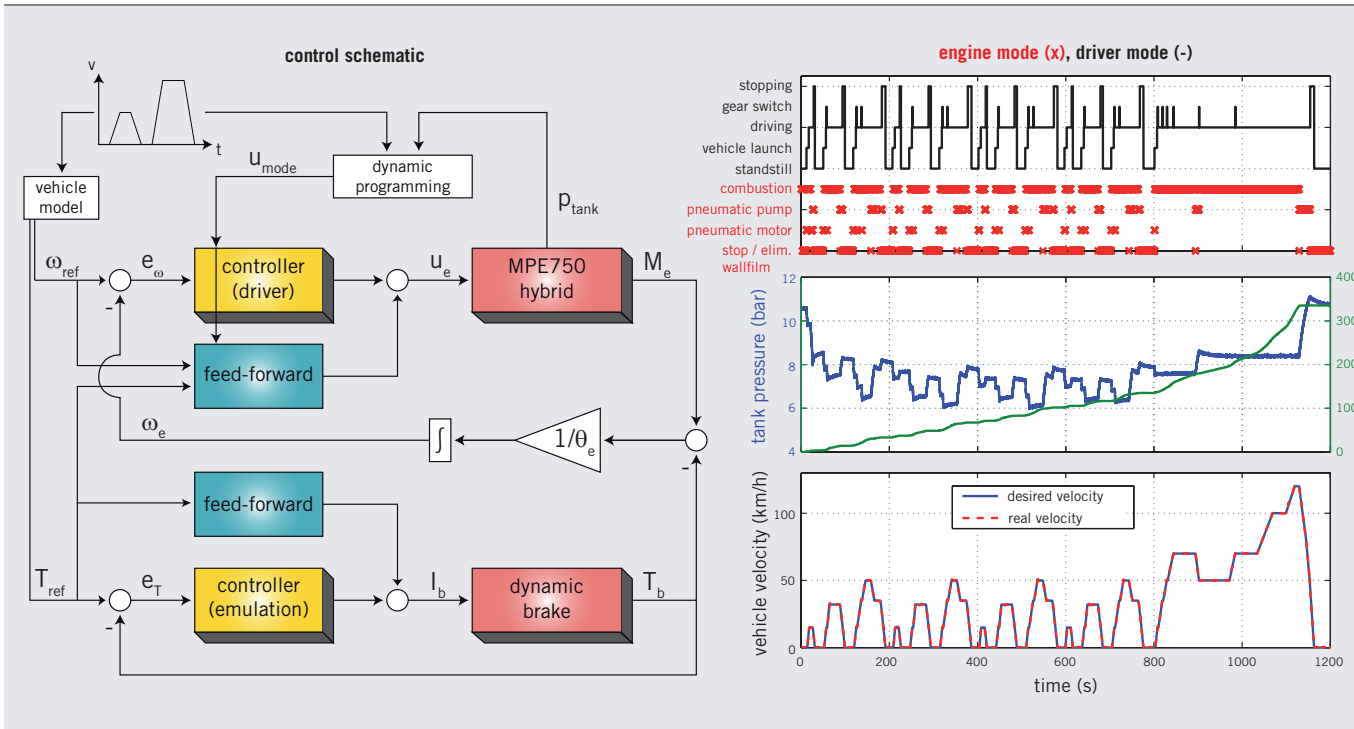 control schematic
v
t
u_mode
dynamic
programming
vehicle
model
p_tank
ω_ref
e_ω
controller
(driver)
u_e
MPE750
hybrid
M_e
-
feed-forward
ω_e
∫
1/θ_e
-
feed-forward
T_ref
e_T
controller
(emulation)
I_b
dynamic
brake
T_b
-
engine mode (x), driver mode (-)
stopping
gear switch
driving
vehicle launch
standstill
combustion
pneumatic pump
pneumatic motor
stop / elim.
wallfilm
tank pressure (bar)
12
10
8
6
4
400
300
200
100
0
vehicle velocity (km/h)
100
50
0
desired velocity
real velocity
0
200
400
600
800
1000
1200
time (s)